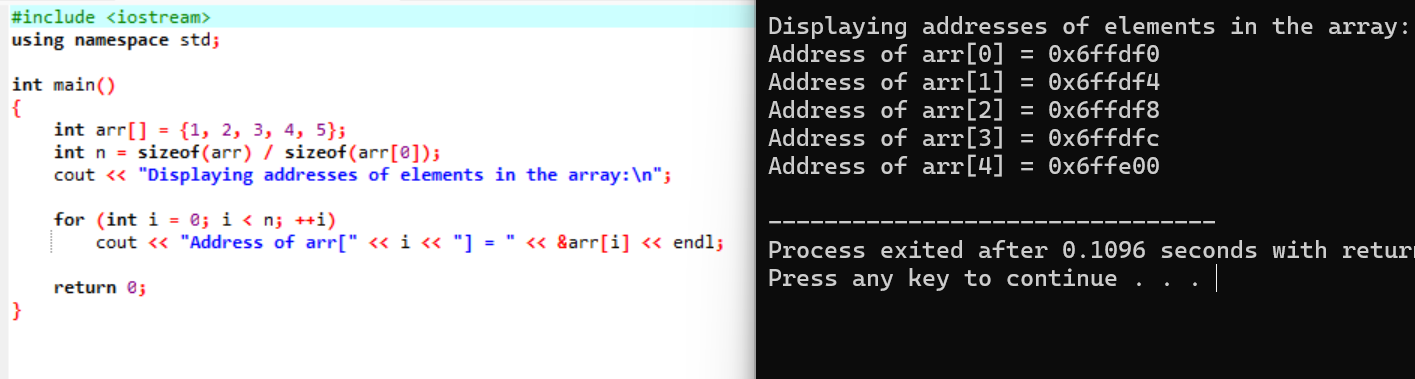 #include <iostream>
using namespace std;
int main()
{
    int arr[] = {1, 2, 3, 4, 5};
    int n = sizeof(arr) / sizeof(arr[0]);
    cout << "Displaying addresses of elements in the array:\n";
    for (int i = 0; i < n; ++i)
        cout << "Address of arr[" << i << "] = " << &arr[i] << endl;
    return 0;
}
Displaying addresses of elements in the array:
Address of arr[0] = 0x6ffdf0
Address of arr[1] = 0x6ffdf4
Address of arr[2] = 0x6ffdf8
Address of arr[3] = 0x6ffdfc
Address of arr[4] = 0x6ffe00
--------------------------------
Process exited after 0.1096 seconds with return
Press any key to continue . . .